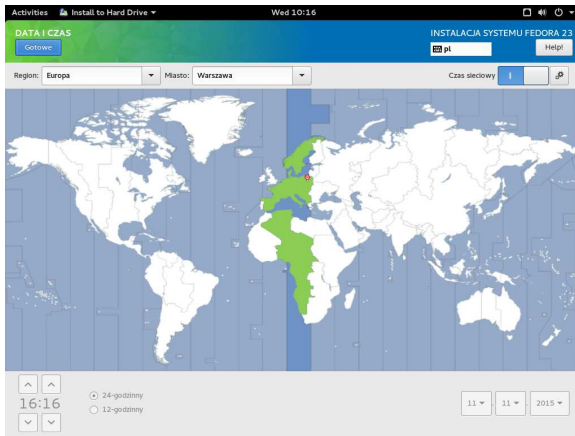 Activities Install to Hard Drive Wed 10:16
DATA I CZAS INSTALACJA SYSTEMU FEDORA 23
Gotowe pl Help!
Region: Europa Miasto: Warszawa Czas sieciowy I
16:16
24-godzinny
12-godzinny
11 . 11 . 2015